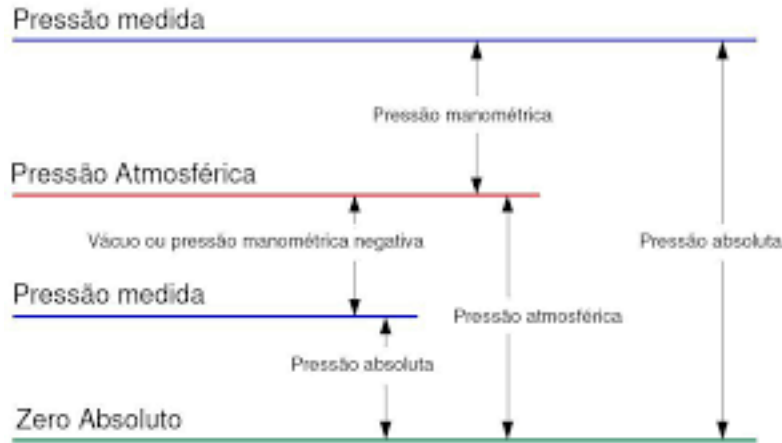 Pressão medida
Pressão manométrica
Pressão Atmosférica
Vácuo ou pressão manométrica negativa
Pressão absoluta
Pressão medida
Pressão atmosférica
Pressão absoluta
Zero Absoluto